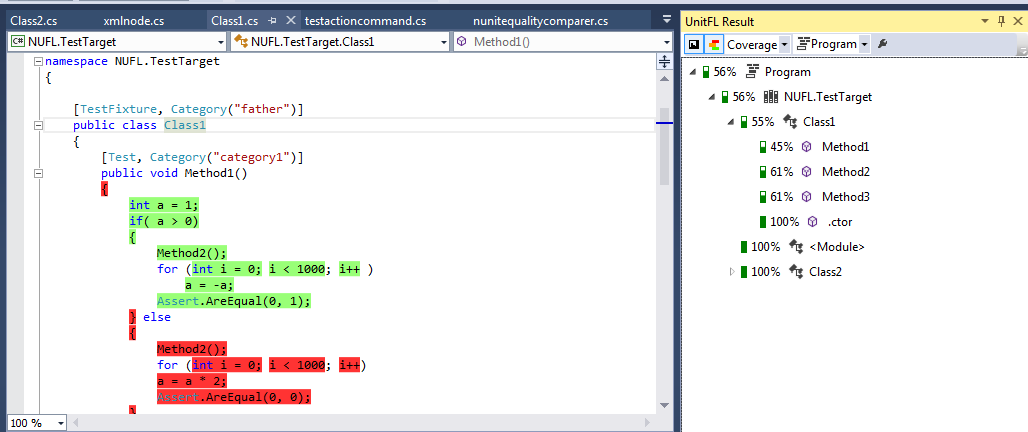 Class2.cs xmlnode.cs Class1.cs testactioncommand.cs nunitequalitycomparer.cs
C# NUFL.TestTarget NUFL.TestTarget.Class1 Method1()
namespace NUFL.TestTarget
{
[TestFixture, Category("father")]
public class Class1
{
[Test, Category("category1")]
public void Method1()
{
int a = 1;
if( a > 0)
{
Method2();
for (int i = 0; i < 1000; i++ )
a = -a;
Assert.AreEqual(0, 1);
} else
{
Method2();
for (int i = 0; i < 1000; i++)
a = a * 2;
Assert.AreEqual(0, 0);
}
100 %
UnitFL Result
Coverage Program
56% Program
56% NUFL.TestTarget
55% Class1
45% Method1
61% Method2
61% Method3
100% .ctor
100% <Module>
100% Class2